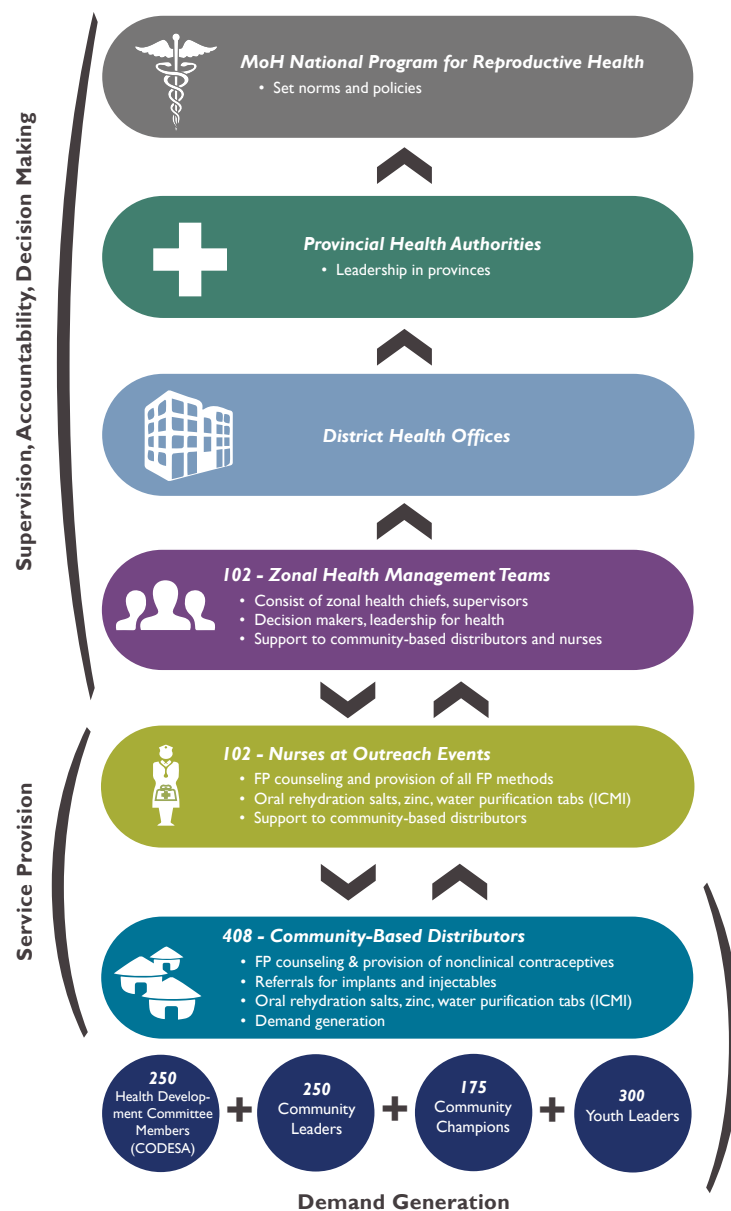 Supervision, Accountability, Decision Making
MoH National Program for Reproductive Health
• Set norms and policies
Provincial Health Authorities
• Leadership in provinces
District Health Offices
102 - Zonal Health Management Teams
• Consist of zonal health chiefs, supervisors
• Decision makers, leadership for health
• Support to community-based distributors and nurses
Service Provision
102 - Nurses at Outreach Events
• FP counseling and provision of all FP methods
• Oral rehydration salts, zinc, water purification tabs (ICMI)
• Support to community-based distributors
408 - Community-Based Distributors
• FP counseling & provision of nonclinical contraceptives
• Referrals for implants and injectables
• Oral rehydration salts, zinc, water purification tabs (ICMI)
• Demand generation
250
Health Develop-
ment Committee
Members
(CODESA)
+
250
Community
Leaders
+
175
Community
Champions
+
300
Youth Leaders
Demand Generation